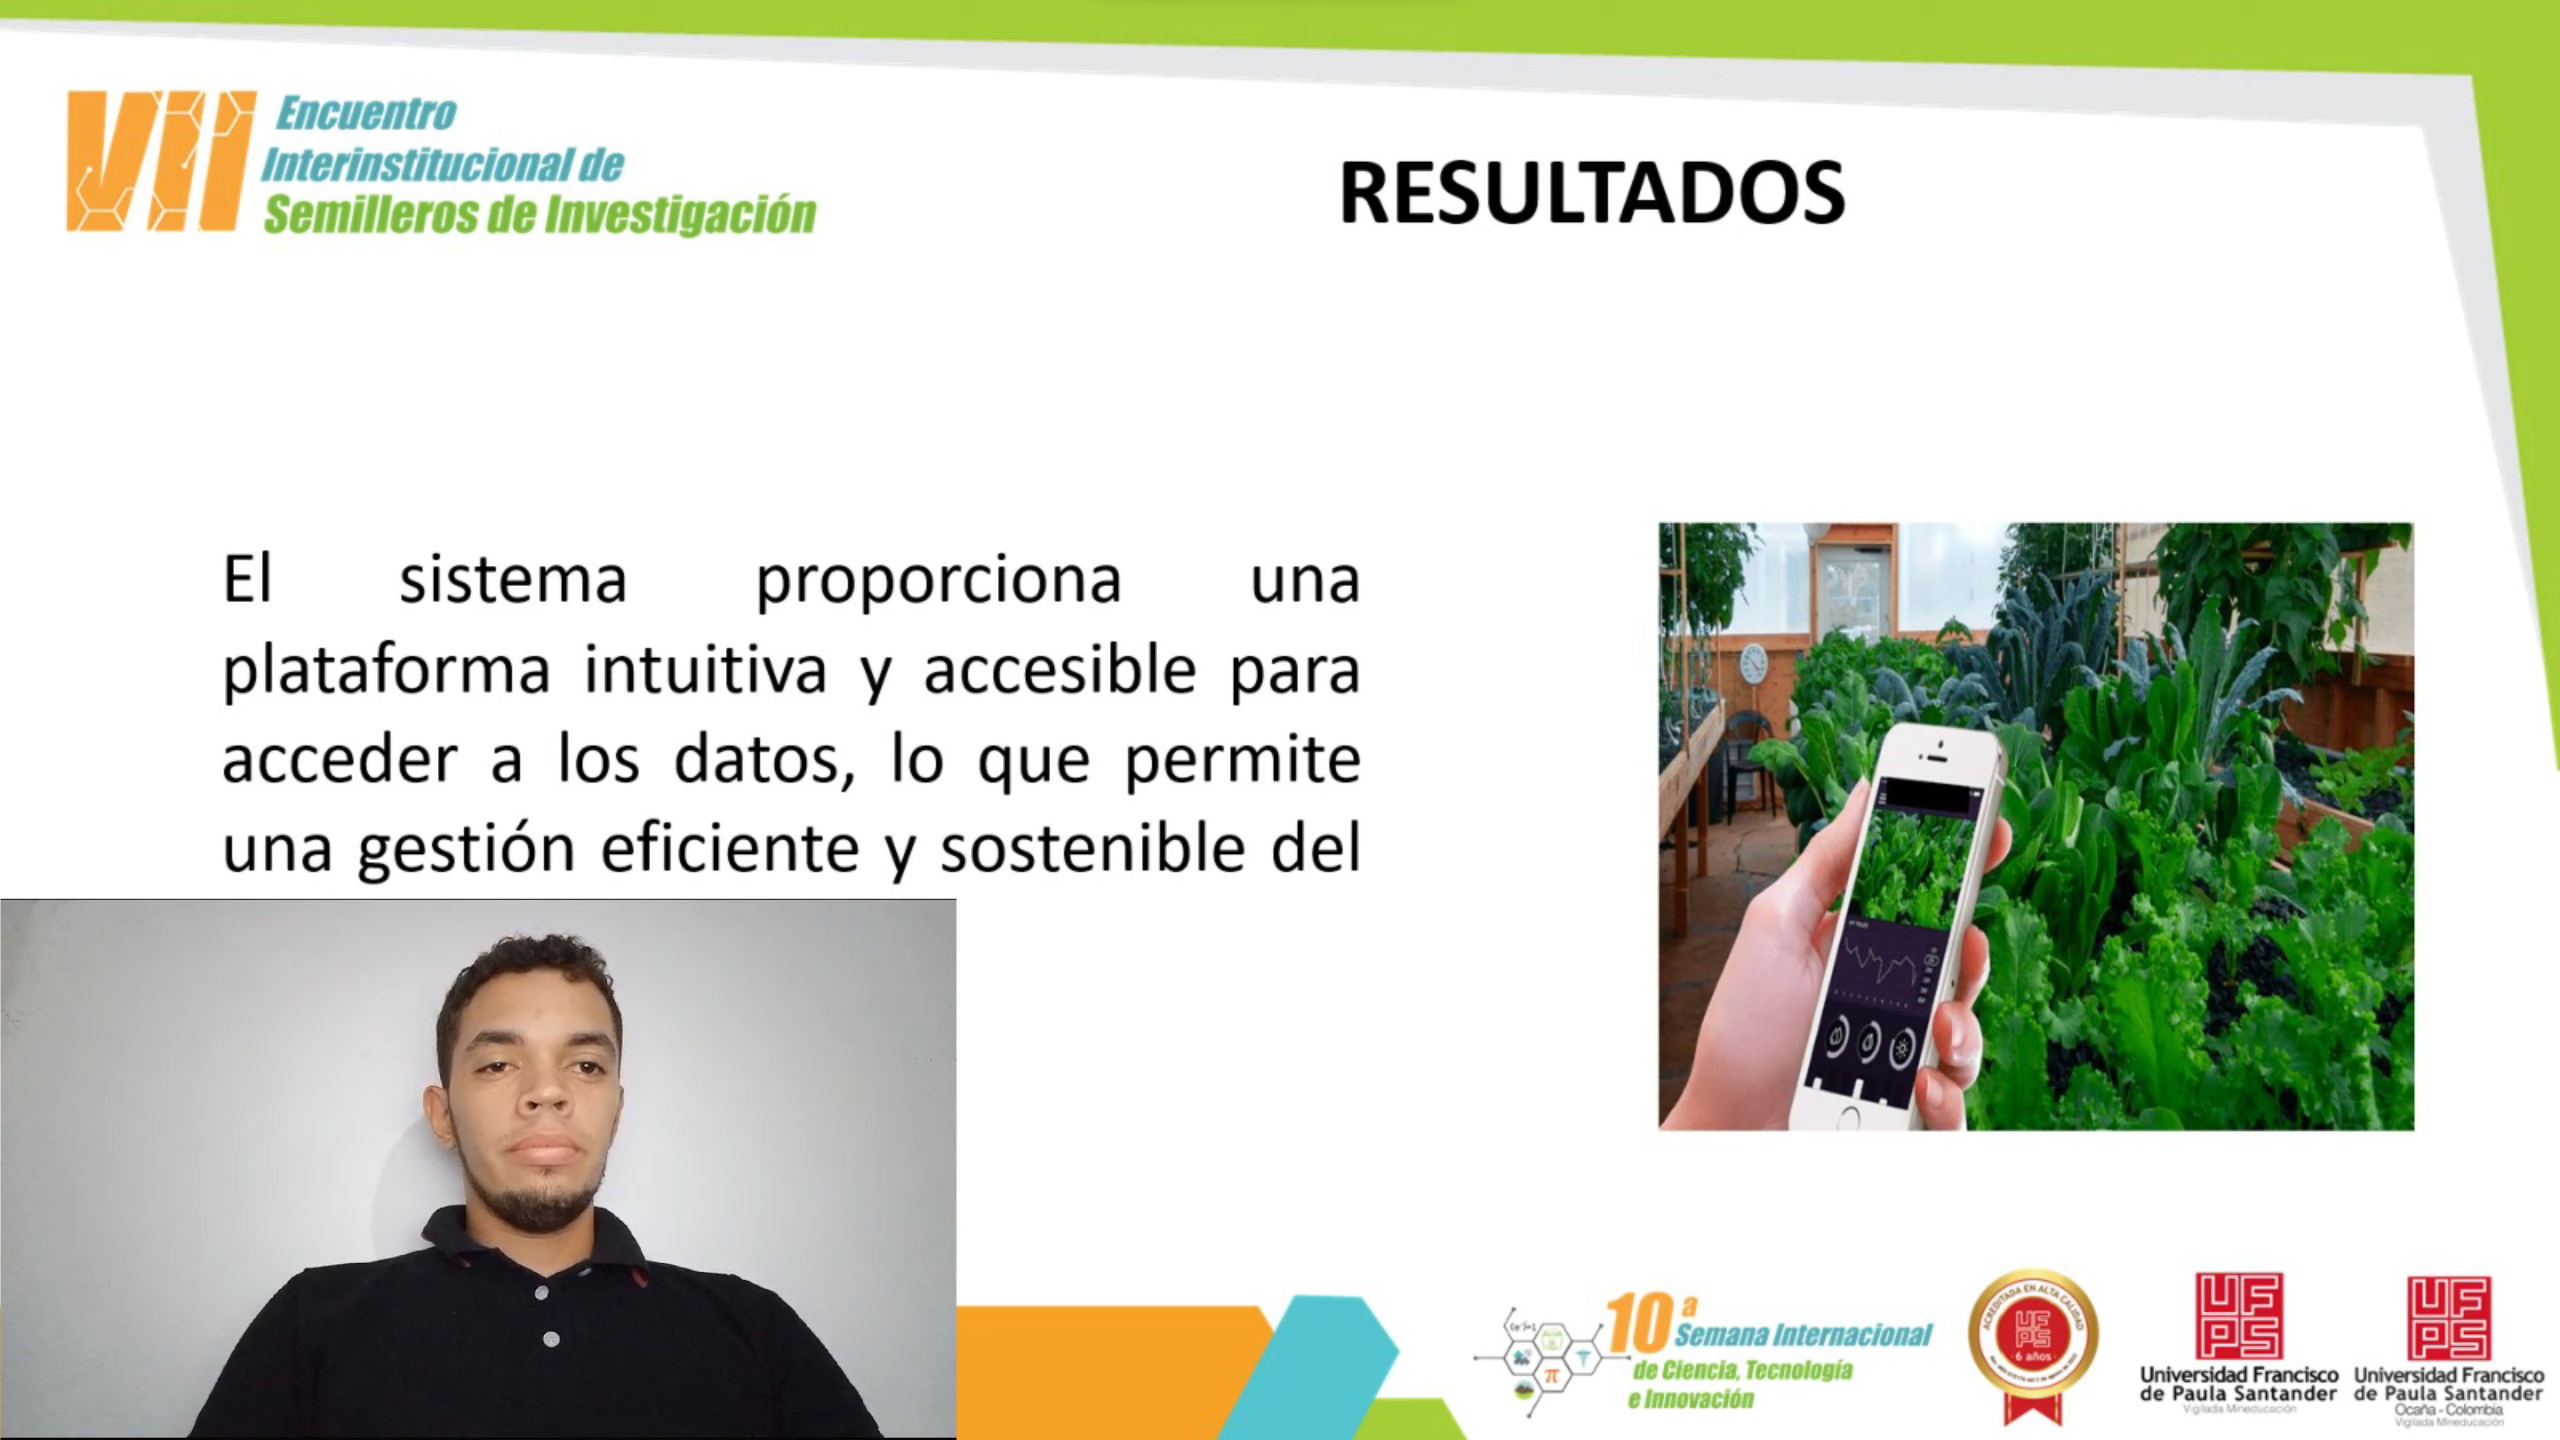 VII Encuentro
Interinstitucional de
Semilleros de Investigación
RESULTADOS
El sistema proporciona una
plataforma intuitiva y accesible para
acceder a los datos, lo que permite
una gestión eficiente y sostenible del
10ª
Semana Internacional
de Ciencia, Tecnología
e Innovación
ACREDITADA EN ALTA CALIDAD
UFPS
6 años
UFPS
Universidad Francisco
de Paula Santander
Vigilada Mineducación
UFPS
Universidad Francisco
de Paula Santander
Ocaña - Colombia
Vigilada Mineducación